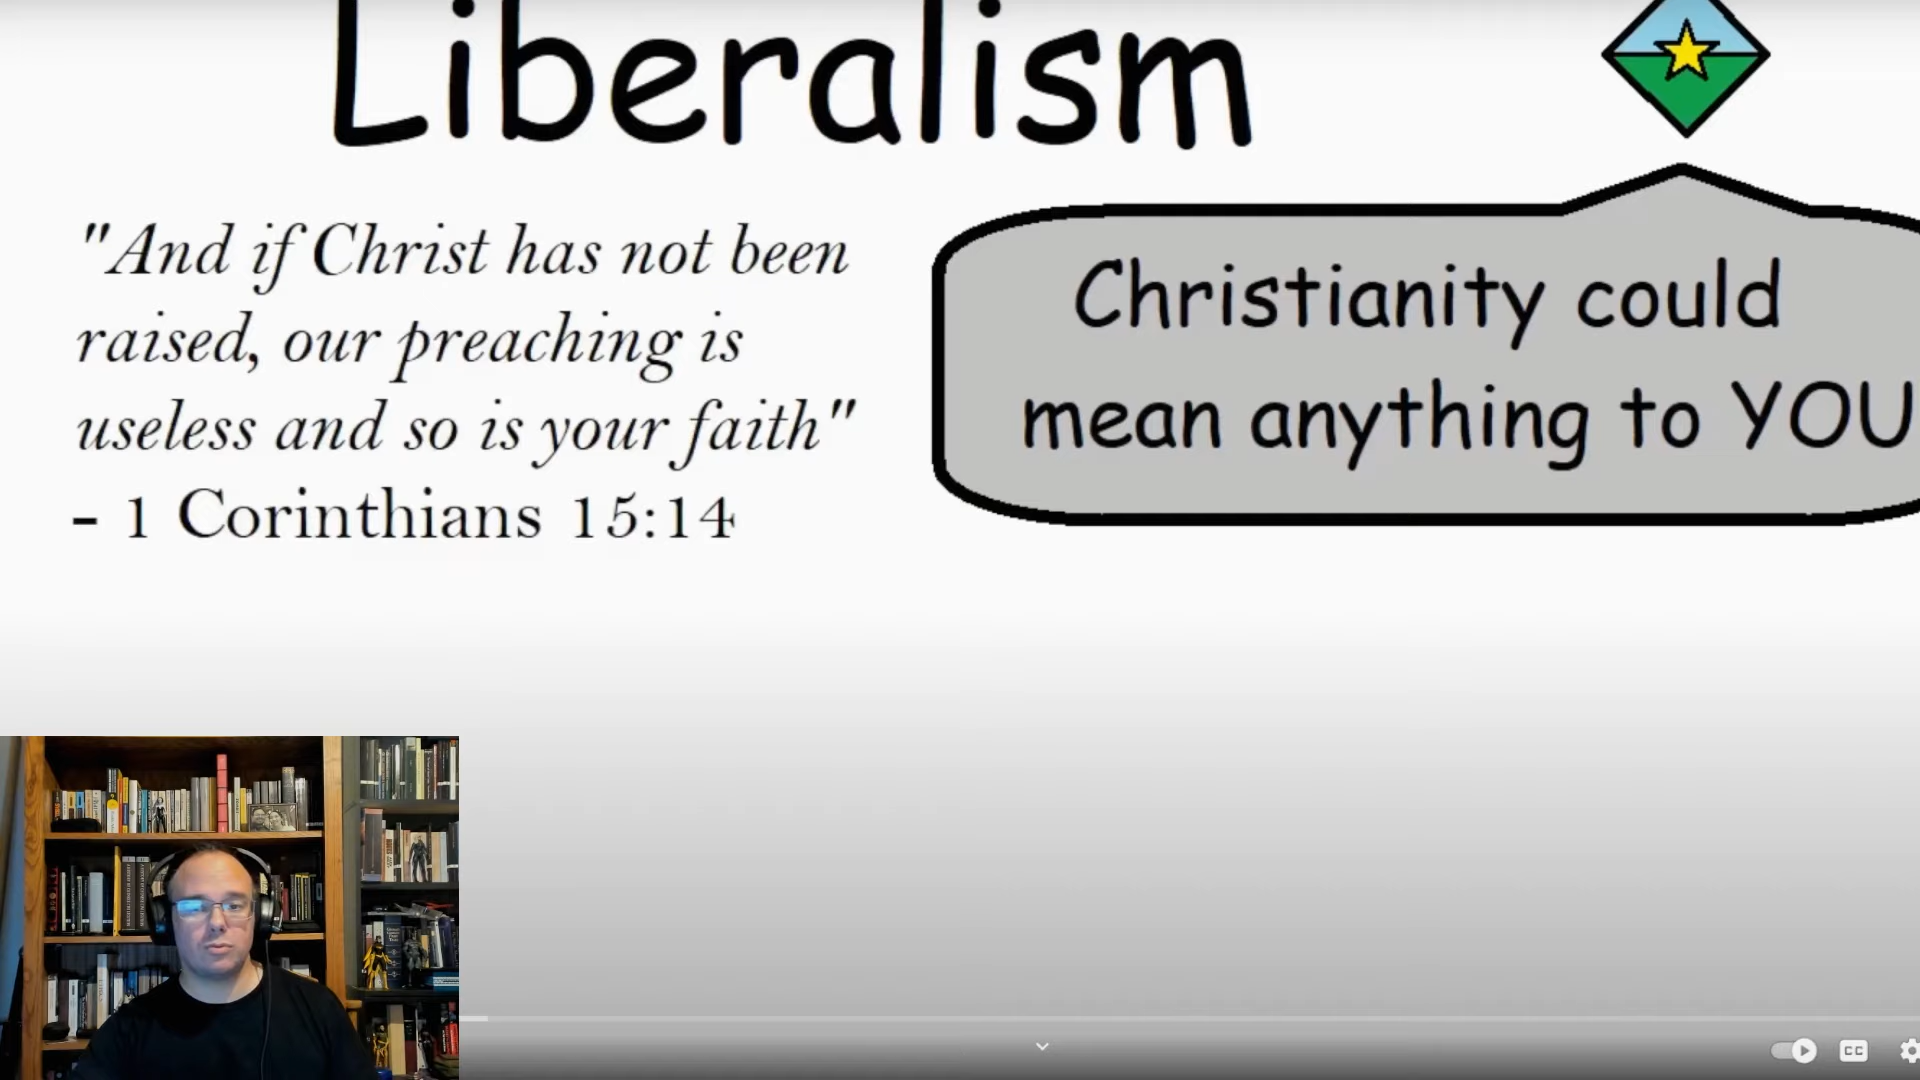 Liberalism
"And if Christ has not been
raised, our preaching is
useless and so is your faith"
- 1 Corinthians 15:14
Christianity could
mean anything to YOU
CC